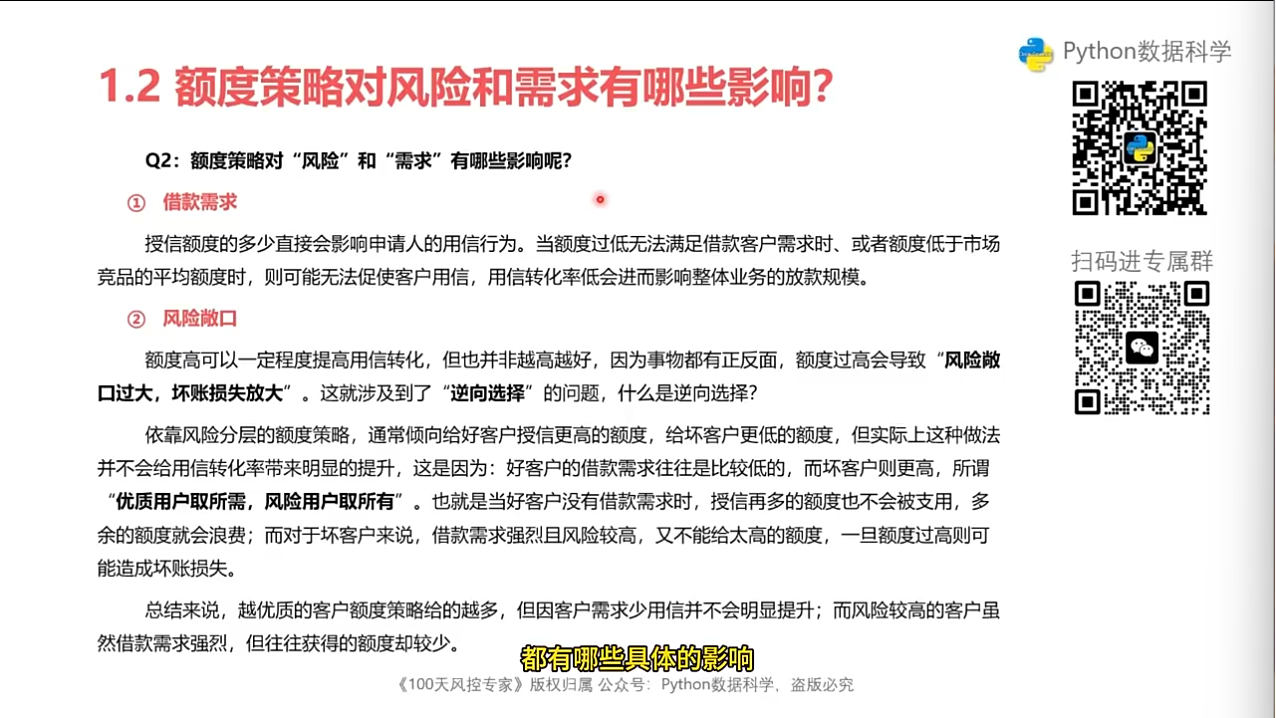 Python数据科学
1.2 额度策略对风险和需求有哪些影响？
Q2：额度策略对“风险”和“需求”有哪些影响呢？
① 借款需求
授信额度的多少直接会影响申请人的用信行为。当额度过低无法满足借款客户需求时、或者额度低于市场
竞品的平均额度时，则可能无法促使客户用信，用信转化率低会进而影响整体业务的放款规模。
② 风险敞口
额度高可以一定程度提高用信转化，但也并非越高越好，因为事物都有正反面，额度过高会导致“风险敞
口过大，坏账损失放大”。这就涉及到了“逆向选择”的问题，什么是逆向选择？
依靠风险分层的额度策略，通常倾向给好客户授信更高的额度，给坏客户更低的额度，但实际上这种做法
并不会给用信转化率带来明显的提升，这是因为：好客户的借款需求往往是比较低的，而坏客户则更高，所谓
“优质用户取所需，风险用户取所有”。也就是当好客户没有借款需求时，授信再多的额度也不会被支用，多
余的额度就会浪费；而对于坏客户来说，借款需求强烈且风险较高，又不能给太高的额度，一旦额度过高则可
能造成坏账损失。
总结来说，越优质的客户额度策略给的越多，但因客户需求少用信并不会明显提升；而风险较高的客户虽
然借款需求强烈，但往往获得的额度却较少。
扫码进专属群
都有哪些具体的影响
《100天风控专家》版权归属 公众号：Python数据科学，盗版必究